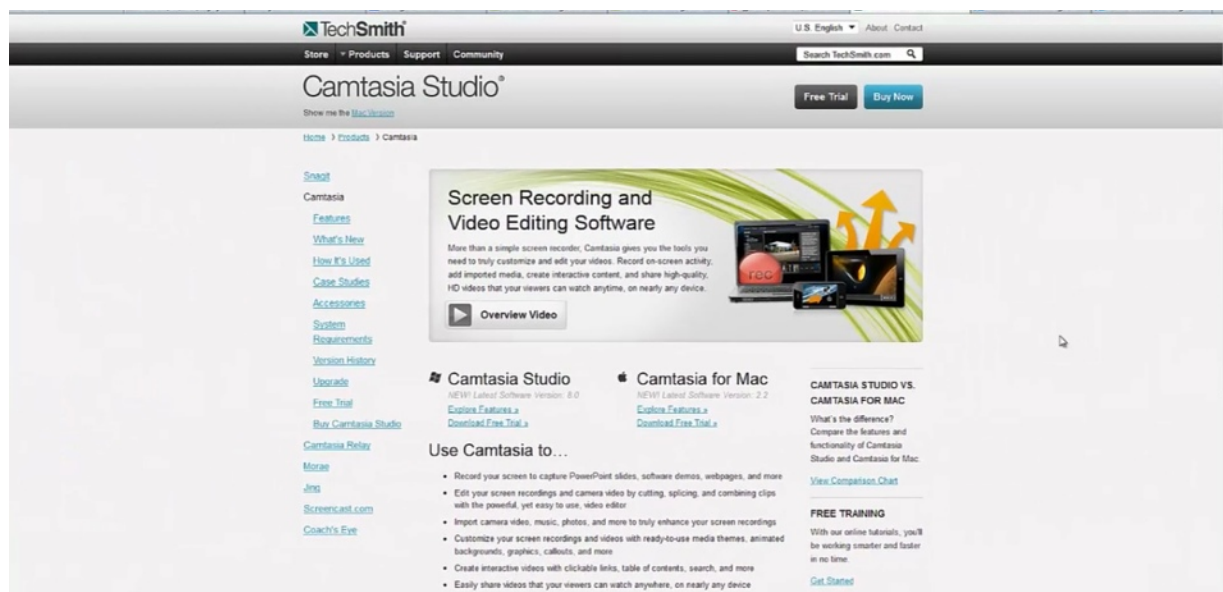 TechSmith
U.S. English
About
Contact
Store
Products
Support
Community
Search TechSmith.com
Camtasia Studio®
Show me the Mac Version
Free Trial
Buy Now
Home > Products > Camtasia
Snagit
Camtasia
Features
What's New
How It's Used
Case Studies
Accessories
System
Requirements
Version History
Upgrade
Free Trial
Buy Camtasia Studio
Camtasia Relay
Morae
Jing
Screencast.com
Coach's Eye
Screen Recording and
Video Editing Software
More than a simple screen recorder, Camtasia gives you the tools you
need to truly customize and edit your videos. Record on-screen activity,
add imported media, create interactive content, and share high-quality,
HD videos that your viewers can watch anytime, on nearly any device.
rec
Overview Video
Camtasia Studio
NEW! Latest Software Version: 8.0
Explore Features »
Download Free Trial »
Camtasia for Mac
NEW! Latest Software Version: 2.2
Explore Features »
Download Free Trial »
Use Camtasia to…
• Record your screen to capture PowerPoint slides, software demos, webpages, and more
• Edit your screen recordings and camera video by cutting, splicing, and combining clips
with the powerful, yet easy to use, video editor
• Import camera video, music, photos, and more to truly enhance your screen recordings
• Customize your screen recordings and videos with ready-to-use media themes, animated
backgrounds, graphics, callouts, and more
• Create interactive videos with clickable links, table of contents, search, and more
• Easily share videos that your viewers can watch anywhere, on nearly any device
CAMTASIA STUDIO VS.
CAMTASIA FOR MAC
What's the difference?
Compare the features and
functionality of Camtasia
Studio and Camtasia for Mac.
View Comparison Chart
FREE TRAINING
With our online tutorials, you'll
be working smarter and faster
in no time.
Get Started